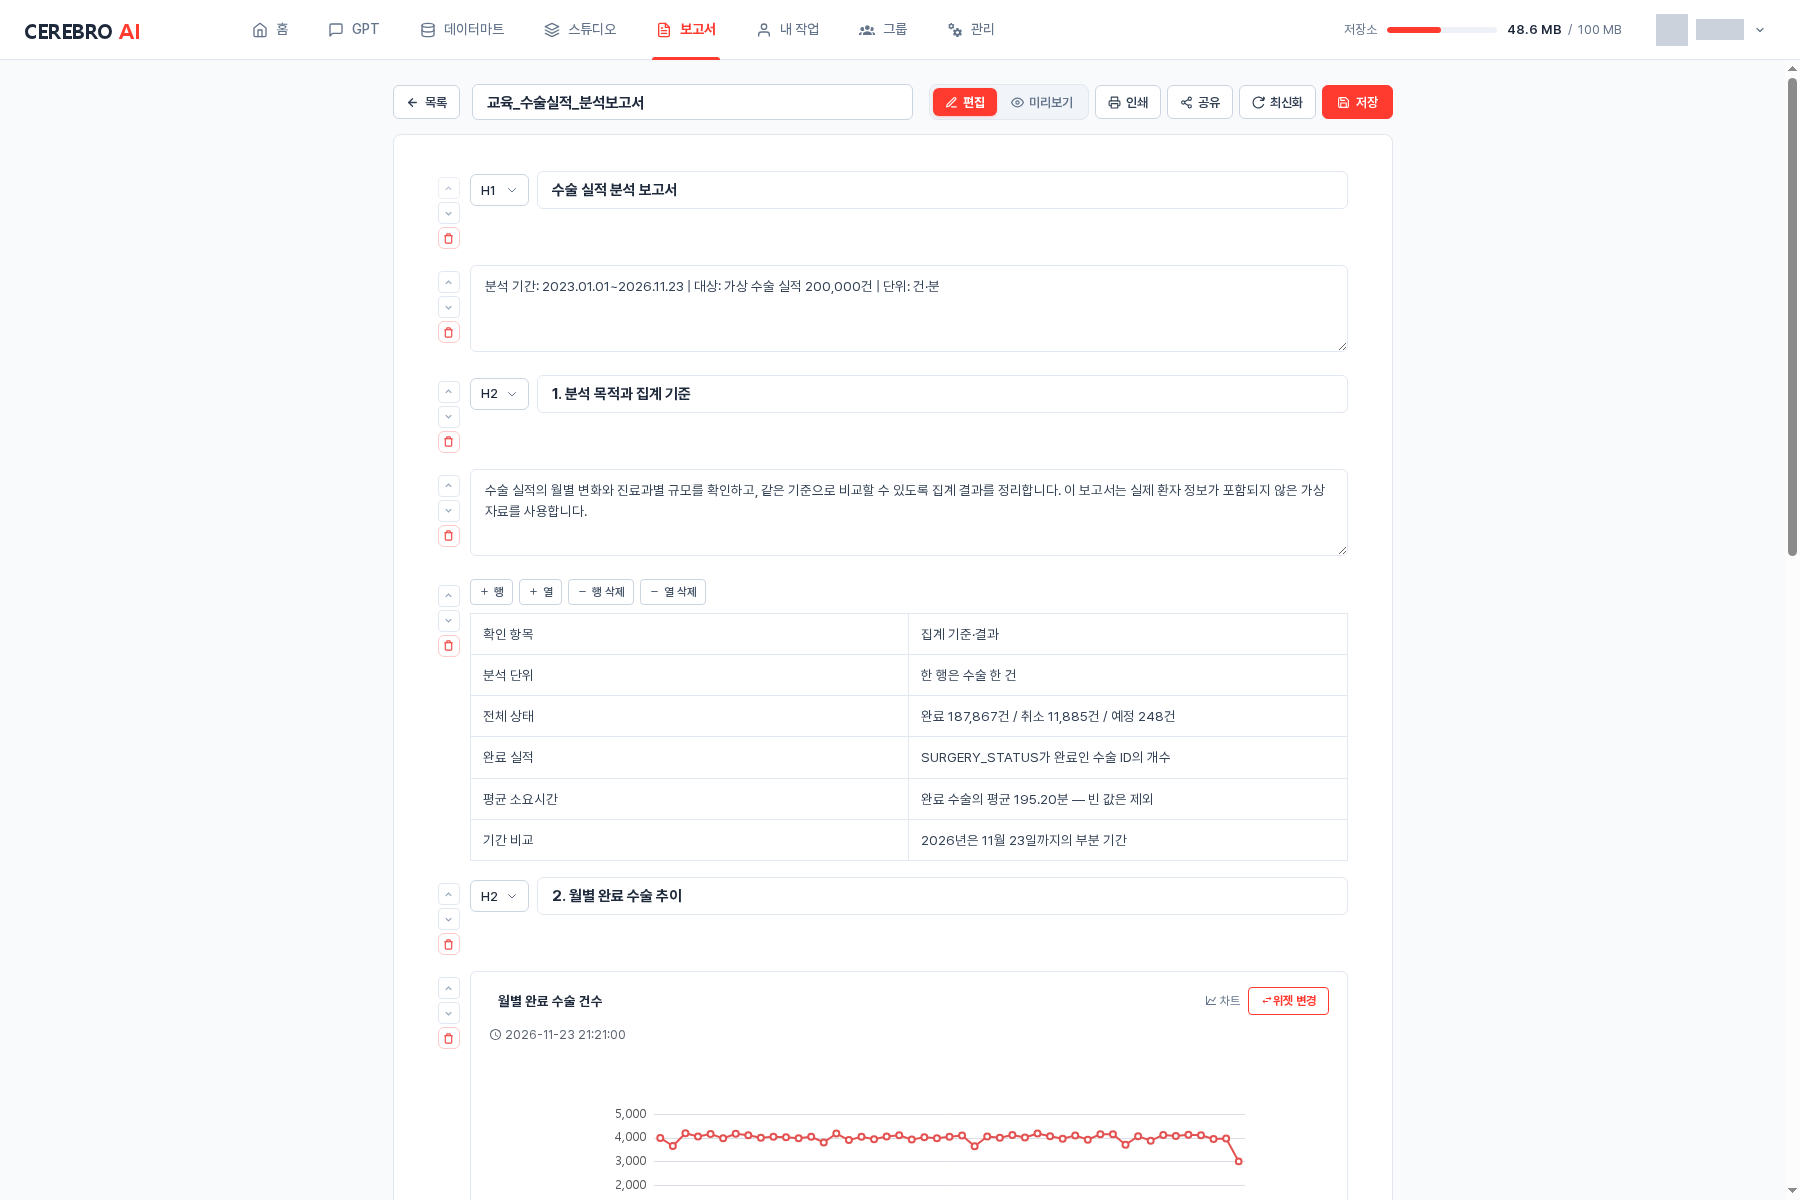 CEREBRO AI
홈
GPT
데이터마트
스튜디오
보고서
내 작업
그룹
관리
저장소
48.6 MB / 100 MB
목록
교육_수술실적_분석보고서
편집
미리보기
인쇄
공유
최신화
저장
H1
수술 실적 분석 보고서
분석 기간: 2023.01.01~2026.11.23 | 대상: 가상 수술 실적 200,000건 | 단위: 건·분
H2
1. 분석 목적과 집계 기준
수술 실적의 월별 변화와 진료과별 규모를 확인하고, 같은 기준으로 비교할 수 있도록 집계 결과를 정리합니다. 이 보고서는 실제 환자 정보가 포함되지 않은 가상
자료를 사용합니다.
+ 행
+ 열
− 행 삭제
− 열 삭제
확인 항목
집계 기준·결과
분석 단위
한 행은 수술 한 건
전체 상태
완료 187,867건 / 취소 11,885건 / 예정 248건
완료 실적
SURGERY_STATUS가 완료인 수술 ID의 개수
평균 소요시간
완료 수술의 평균 195.20분 — 빈 값은 제외
기간 비교
2026년은 11월 23일까지의 부분 기간
H2
2. 월별 완료 수술 추이
월별 완료 수술 건수
차트
위젯 변경
2026-11-23 21:21:00
5,000
4,000
3,000
2,000